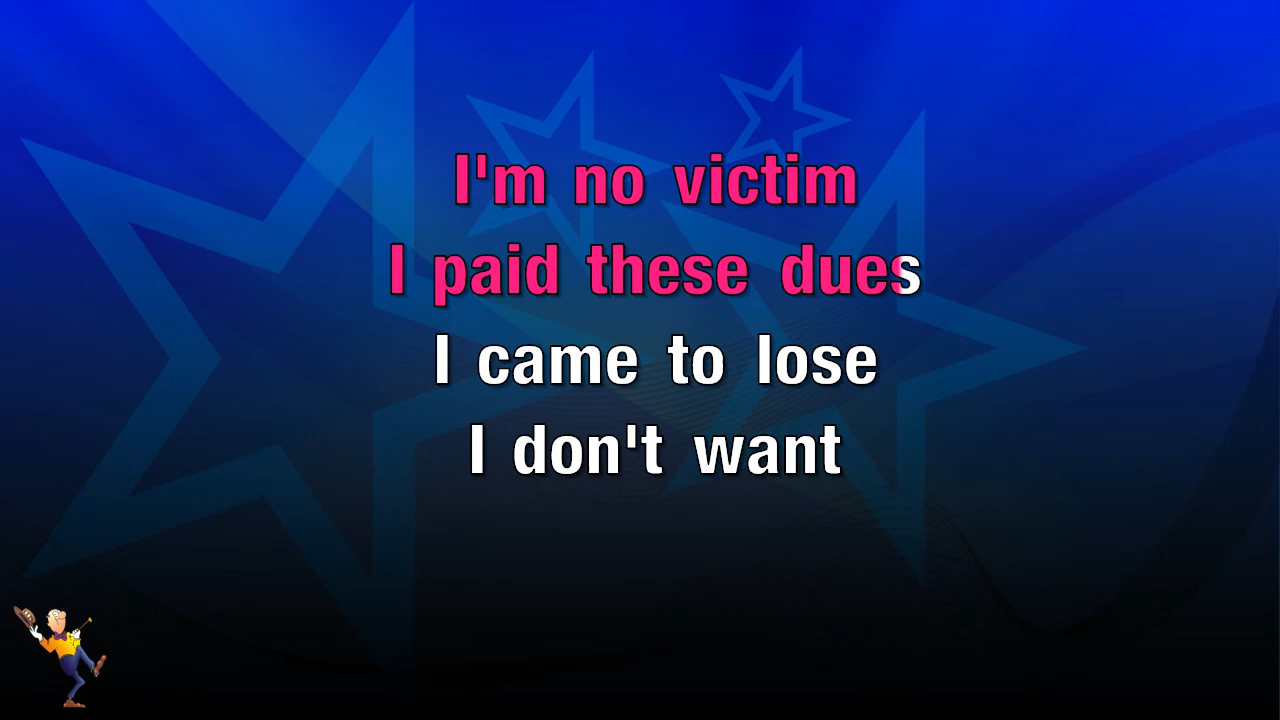 I'm no victim
I paid these dues
I came to lose
I don't want